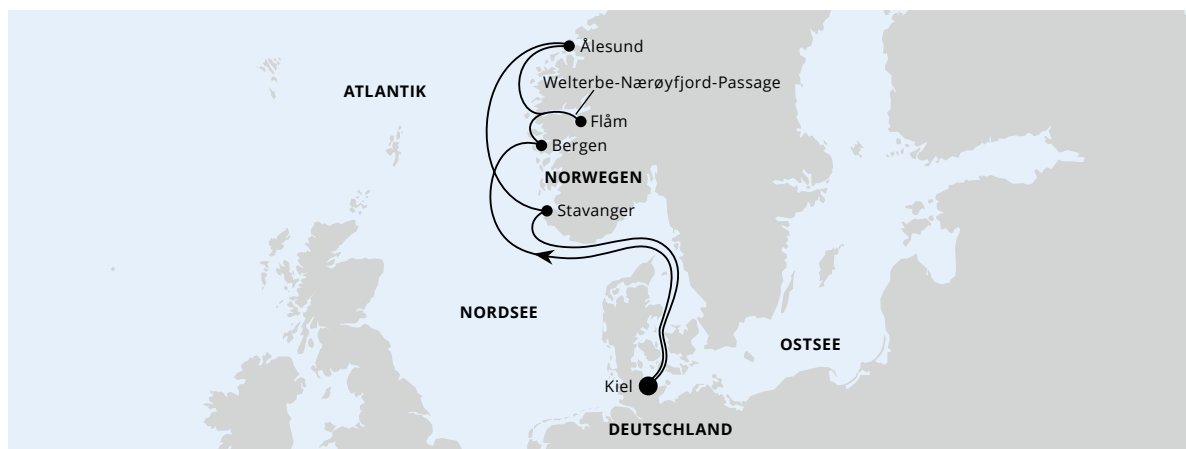 Ålesund
Welterbe-Nærøyfjord-Passage
ATLANTIK
Flåm
Bergen
NORWEGEN
Stavanger
NORDSEE
OSTSEE
Kiel
DEUTSCHLAND